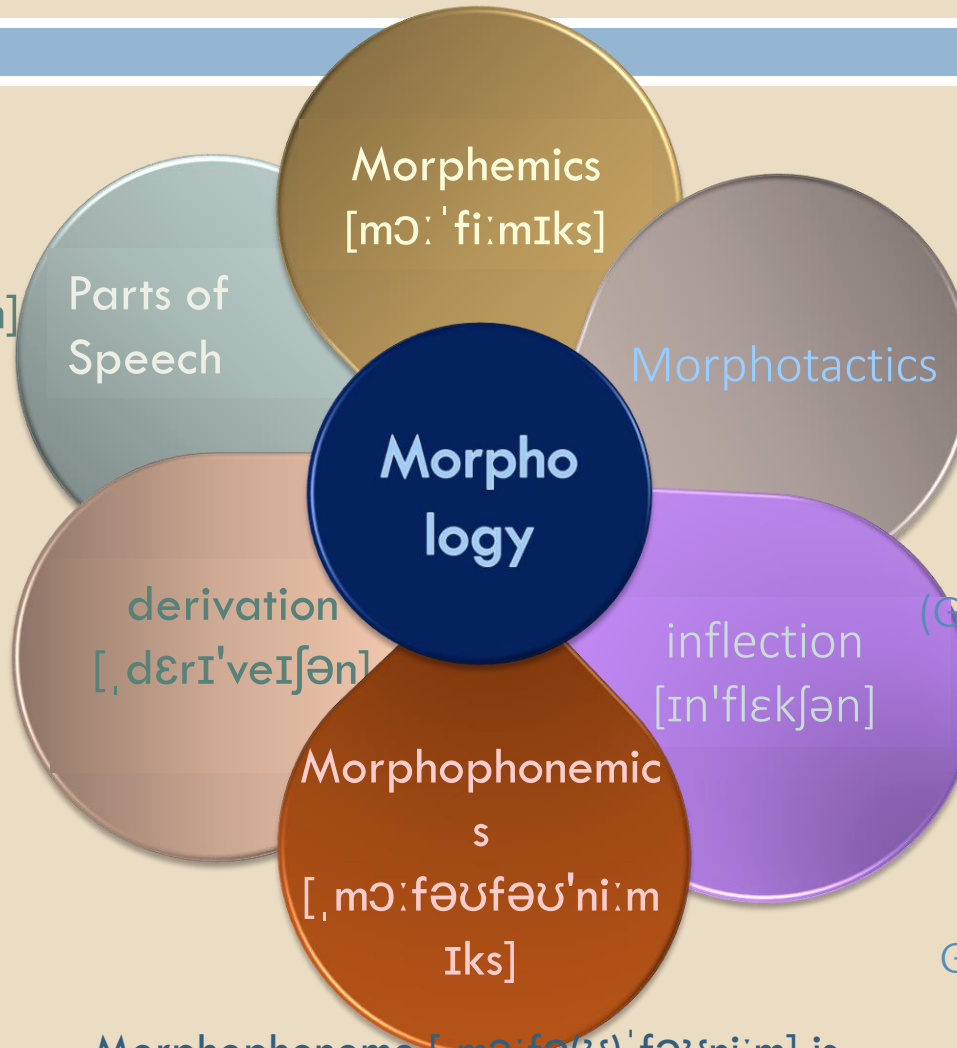 Morphemics
[mɔːˈfiːmɪks]
Parts of
Speech
Morphotactics
Morpho
logy
derivation
[ˌdɛrɪ'veɪʃən]
inflection
[ɪn'flɛkʃən]
Morphophonemic
s
[ˌmɔːfəʊfəʊ'niːm
ɪks]